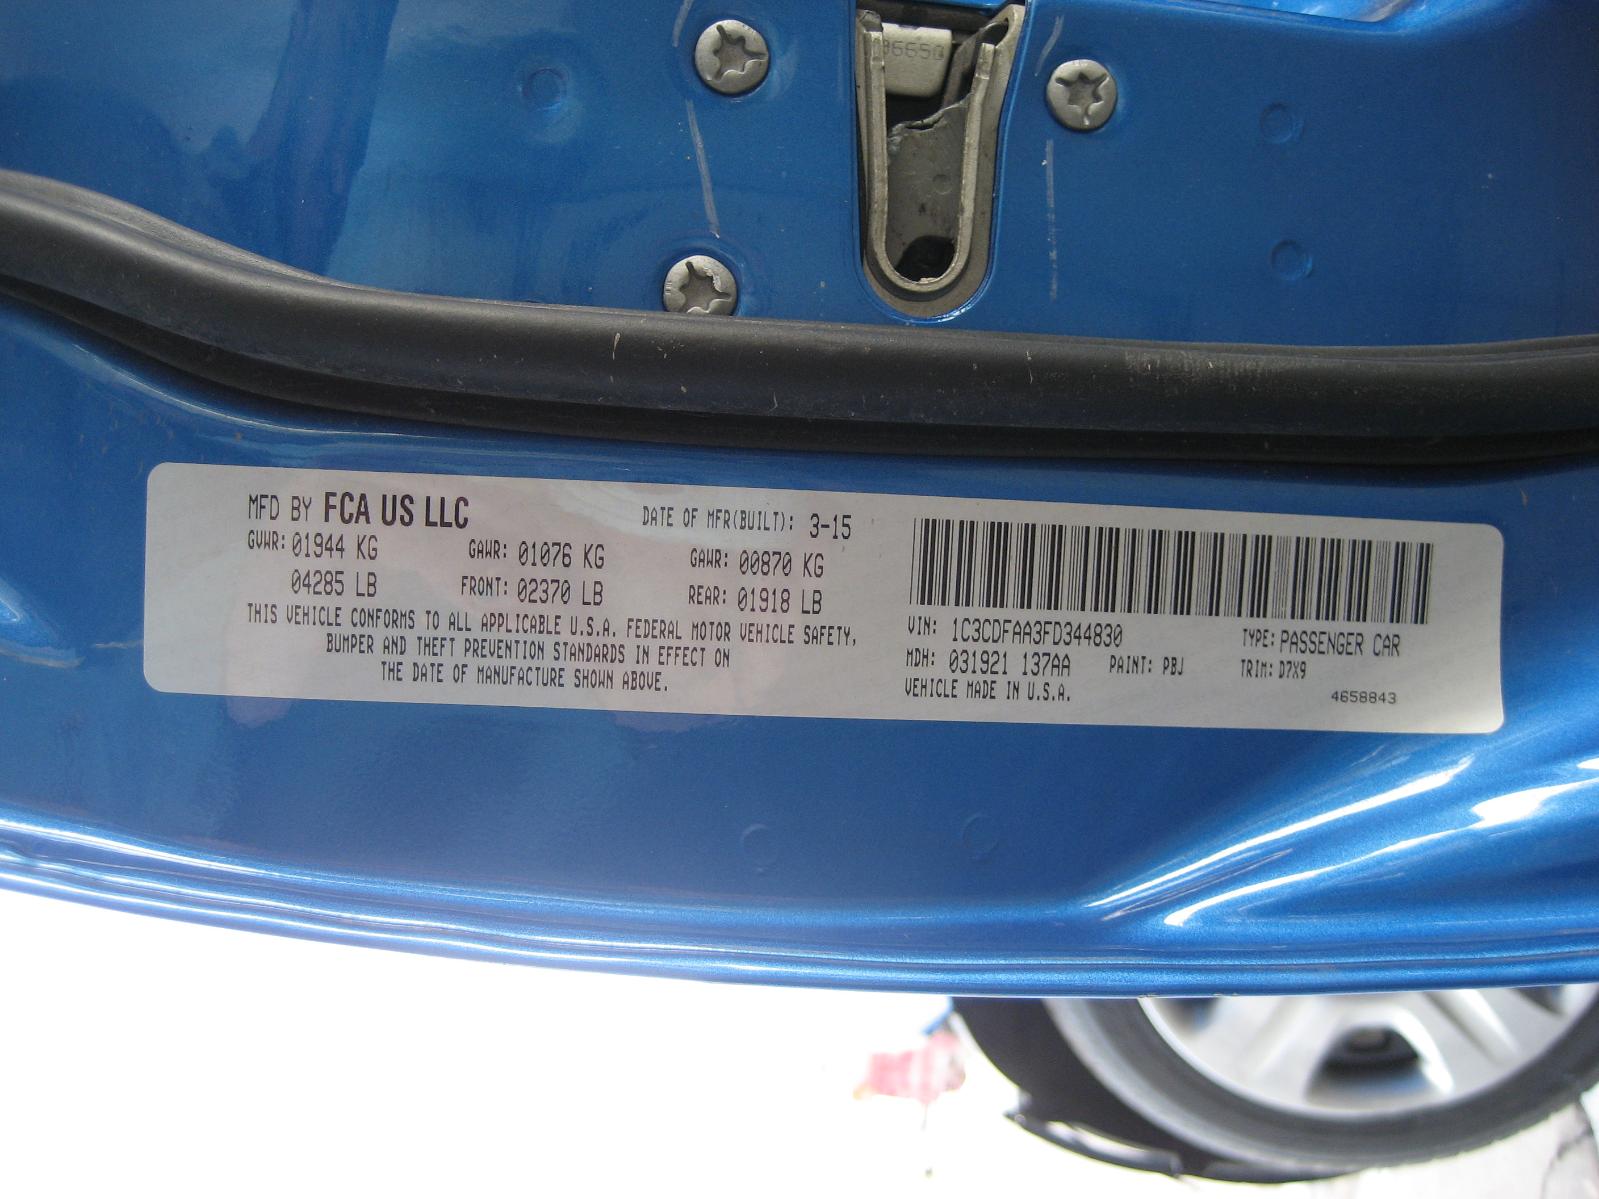 MFD BY FCA US LLC DATE OF MFR(BUILT): 3-15
GVWR: 01944 KG GAWR: 01076 KG GAWR: 00870 KG
04285 LB FRONT: 02370 LB REAR: 01918 LB
THIS VEHICLE CONFORMS TO ALL APPLICABLE U.S.A. FEDERAL MOTOR VEHICLE SAFETY,
BUMPER AND THEFT PREVENTION STANDARDS IN EFFECT ON
THE DATE OF MANUFACTURE SHOWN ABOVE.
VIN: 1C3CDFAA3FD344830 TYPE: PASSENGER CAR
MDH: 031921 137AA PAINT: PBJ TRIM: D7X9
VEHICLE MADE IN U.S.A. 4658843